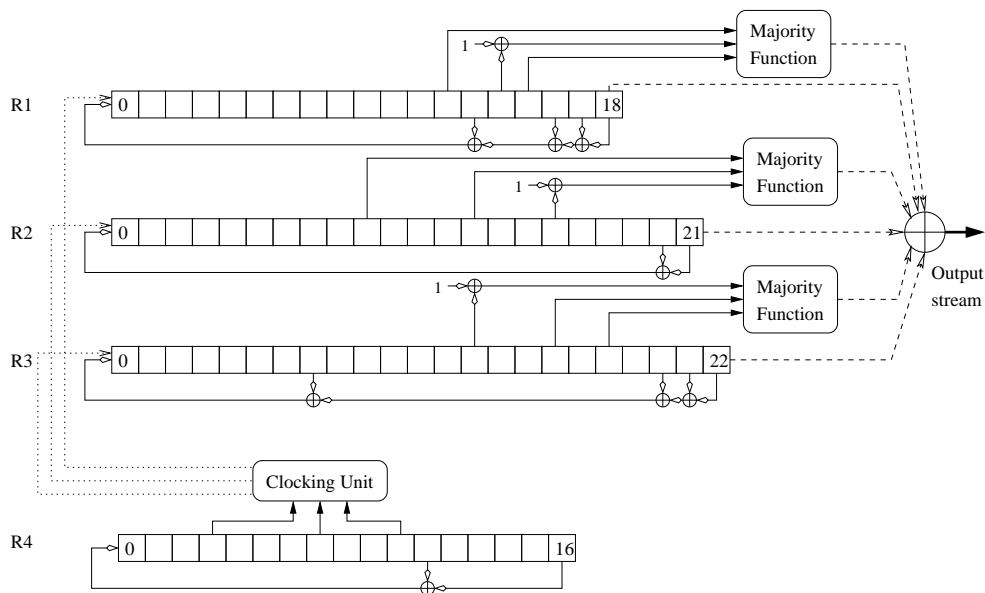 Majority
Function
1
R1
0
18
Majority
Function
1
R2
0
21
Output
stream
1
Majority
Function
R3
0
22
Clocking Unit
R4
0
16